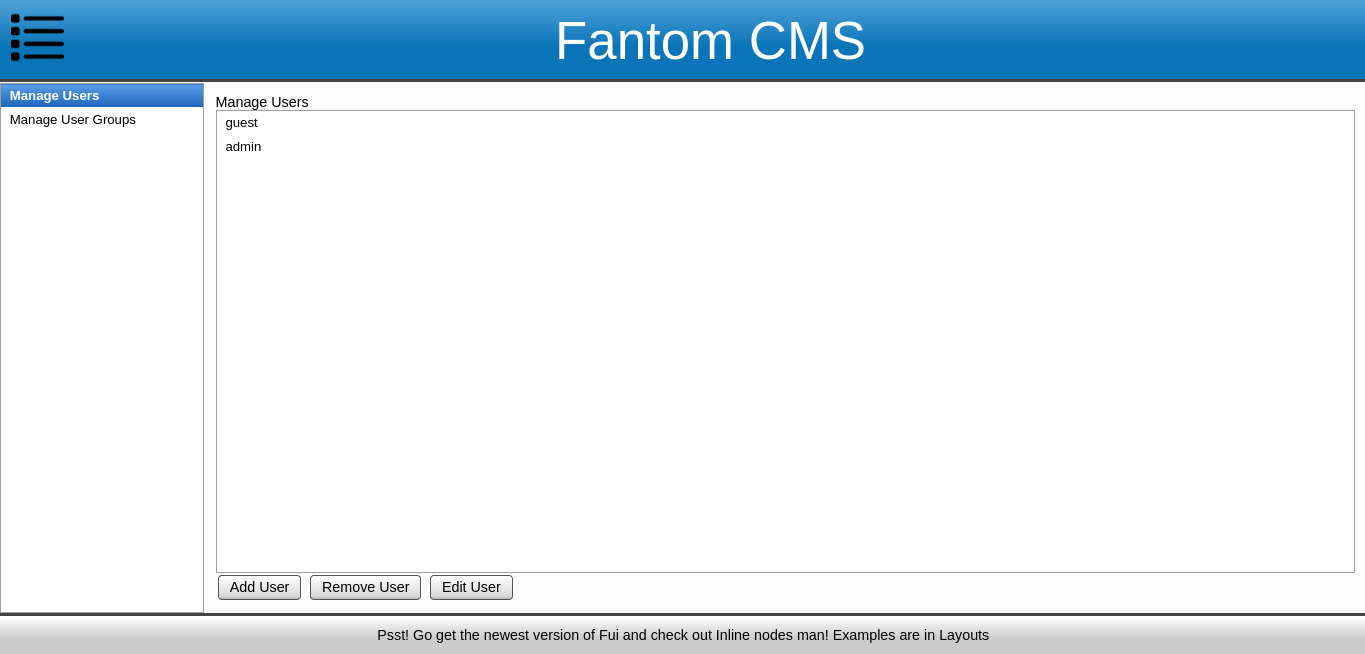 Fantom CMS
Manage Users
Manage User Groups
Manage Users
guest
admin
Add User Remove User Edit User
Psst! Go get the newest version of Fui and check out Inline nodes man! Examples are in Layouts